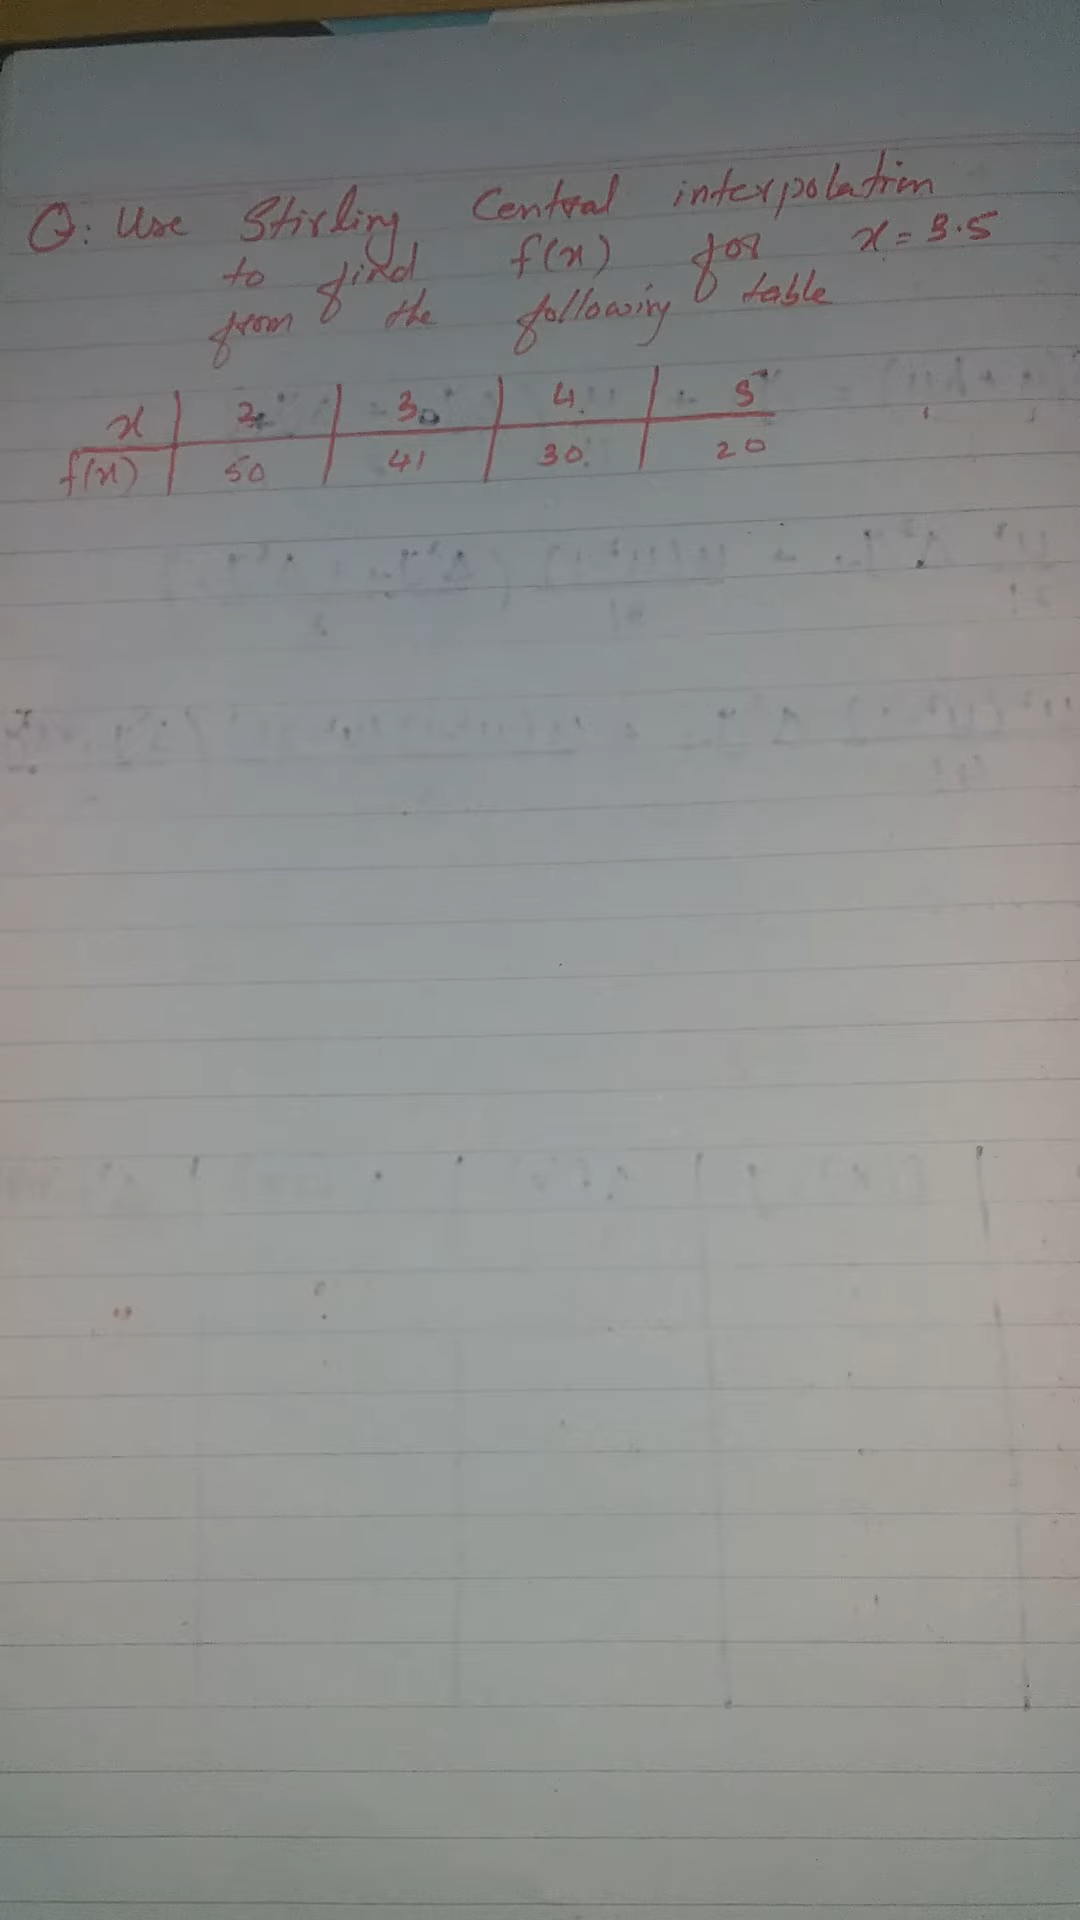 Q: Use Stirling Central interpolation
to find f(x) for x = 3.5
from the following table
x | 2 | 3 | 4 | 5
f(x) | 50 | 41 | 30 | 20